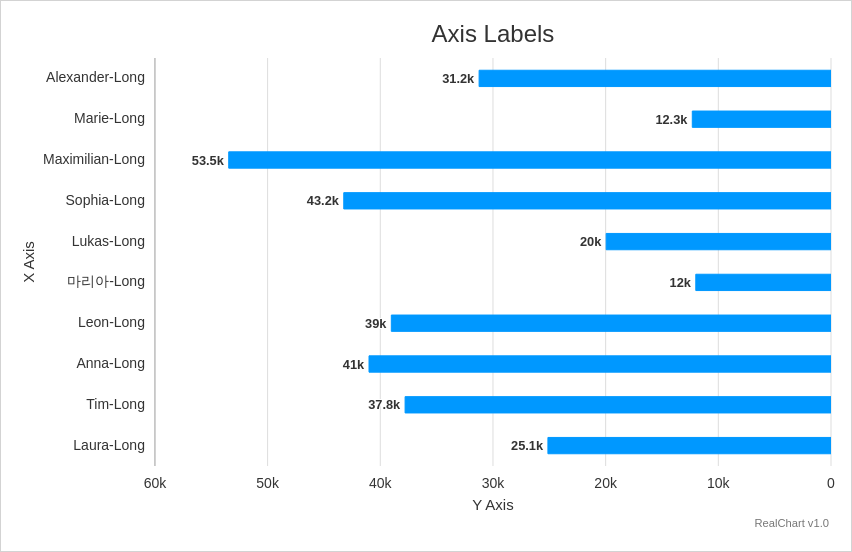 Axis Labels
Alexander-Long 31.2k
Marie-Long 12.3k
Maximilian-Long 53.5k
Sophia-Long 43.2k
Lukas-Long 20k
X Axis
마리아-Long 12k
Leon-Long 39k
Anna-Long 41k
Tim-Long 37.8k
Laura-Long 25.1k
60k 50k 40k 30k 20k 10k 0
Y Axis
RealChart v1.0